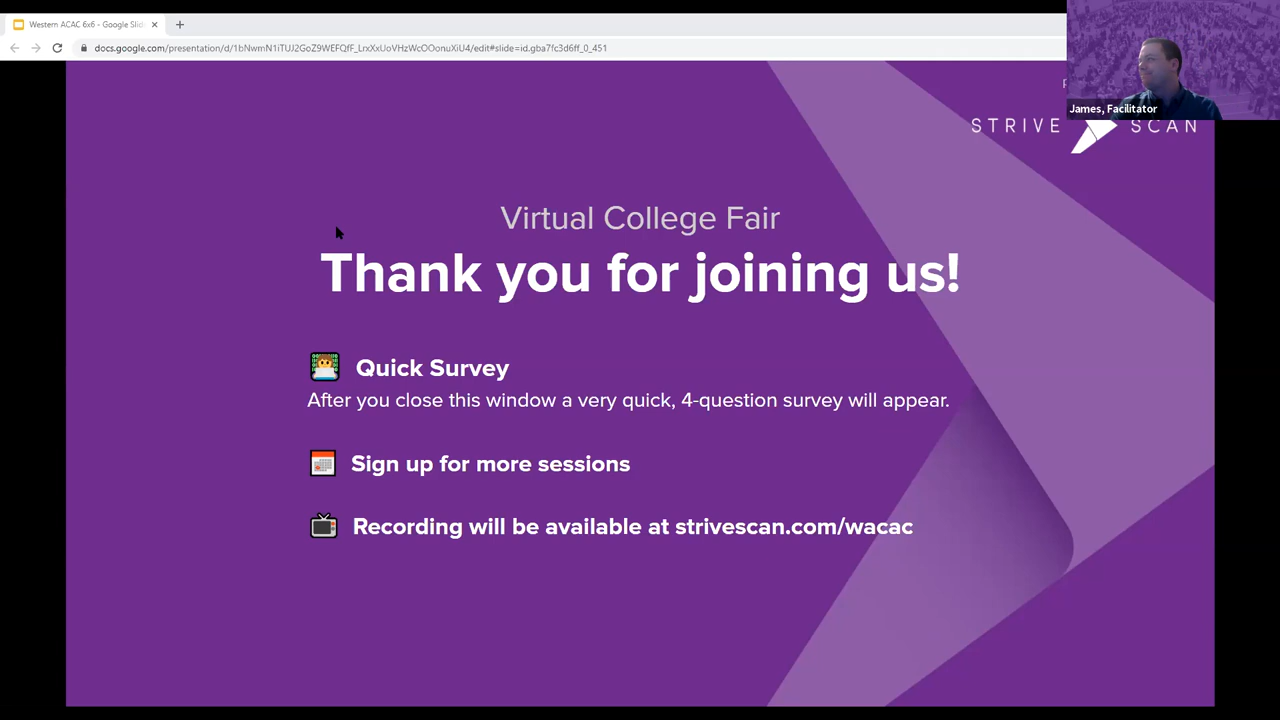 Western ACAC 6x6 - Google Slid
docs.google.com/presentation/d/1bNwmN1iTUJ2GoZ9WEFQfF_LrxXxUoVHzWcOOonuXiU4/edit#slide=id.gba7fc3d6ff_0_451
James, Facilitator
STRIVE SCAN
Virtual College Fair
Thank you for joining us!
Quick Survey
After you close this window a very quick, 4-question survey will appear.
Sign up for more sessions
Recording will be available at strivescan.com/wacac